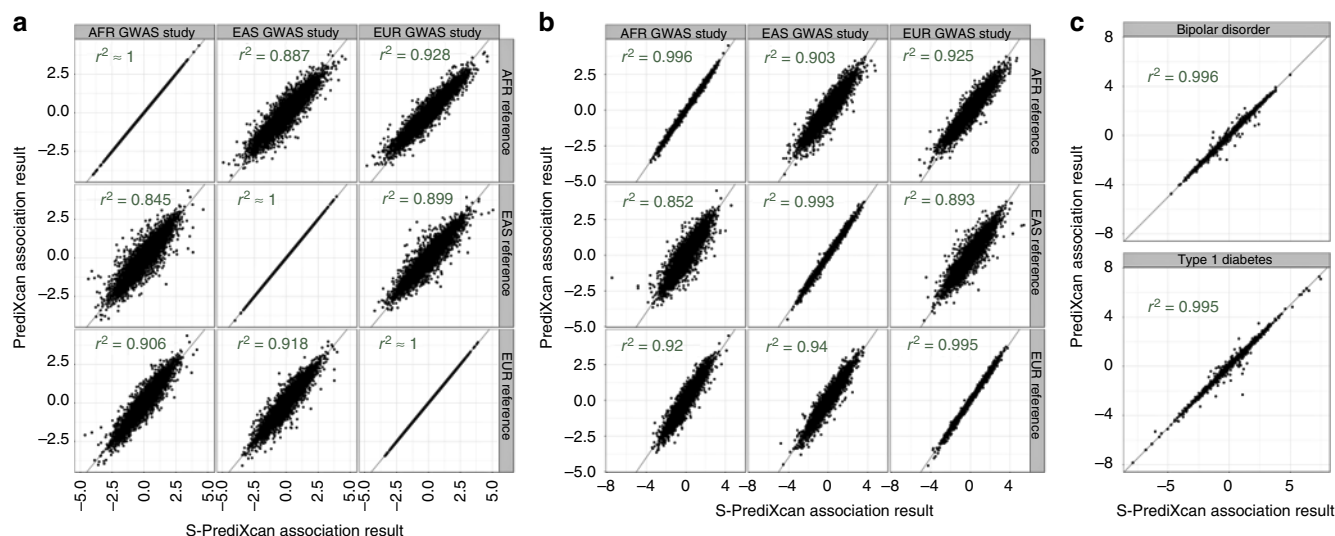 a
AFR GWAS study
EAS GWAS study
EUR GWAS study
r² ≈ 1
r² = 0.887
r² = 0.928
AFR reference
2.5
0.0
−2.5
r² = 0.845
r² ≈ 1
r² = 0.899
EAS reference
2.5
0.0
−2.5
r² = 0.906
r² = 0.918
r² ≈ 1
EUR reference
2.5
0.0
−2.5
PrediXcan association result
−5.0 −2.5 0.0 2.5 5.0 −5.0 −2.5 0.0 2.5 5.0 −5.0 −2.5 0.0 2.5 5.0
S-PrediXcan association result
b
AFR GWAS study
EAS GWAS study
EUR GWAS study
r² = 0.996
r² = 0.903
r² = 0.925
AFR reference
2.5
0.0
−2.5
−5.0
r² = 0.852
r² = 0.993
r² = 0.893
EAS reference
2.5
0.0
−2.5
−5.0
r² = 0.92
r² = 0.94
r² = 0.995
EUR reference
2.5
0.0
−2.5
−5.0
PrediXcan association result
−8 −4 0 4 −8 −4 0 4 −8 −4 0 4
S-PrediXcan association result
c
Bipolar disorder
8
4
0
−4
−8
r² = 0.996
Type 1 diabetes
8
4
0
−4
−8
r² = 0.995
PrediXcan association result
−5 0 5
S-PrediXcan association result